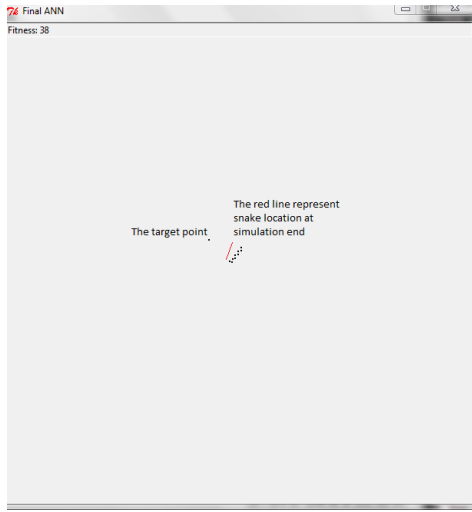 Final ANN
Fitness: 38
The red line represent
snake location at
simulation end
The target point